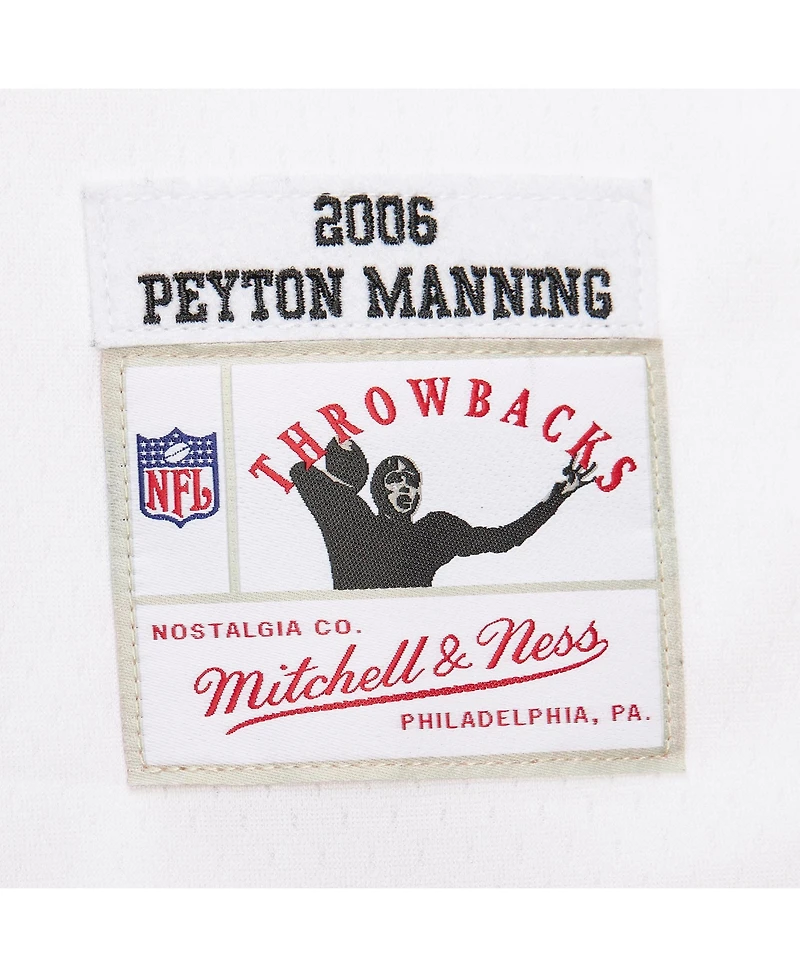 2006
PEYTON MANNING
THROWBACKS
NFL
NOSTALGIA CO.
Mitchell & Ness
PHILADELPHIA, PA.